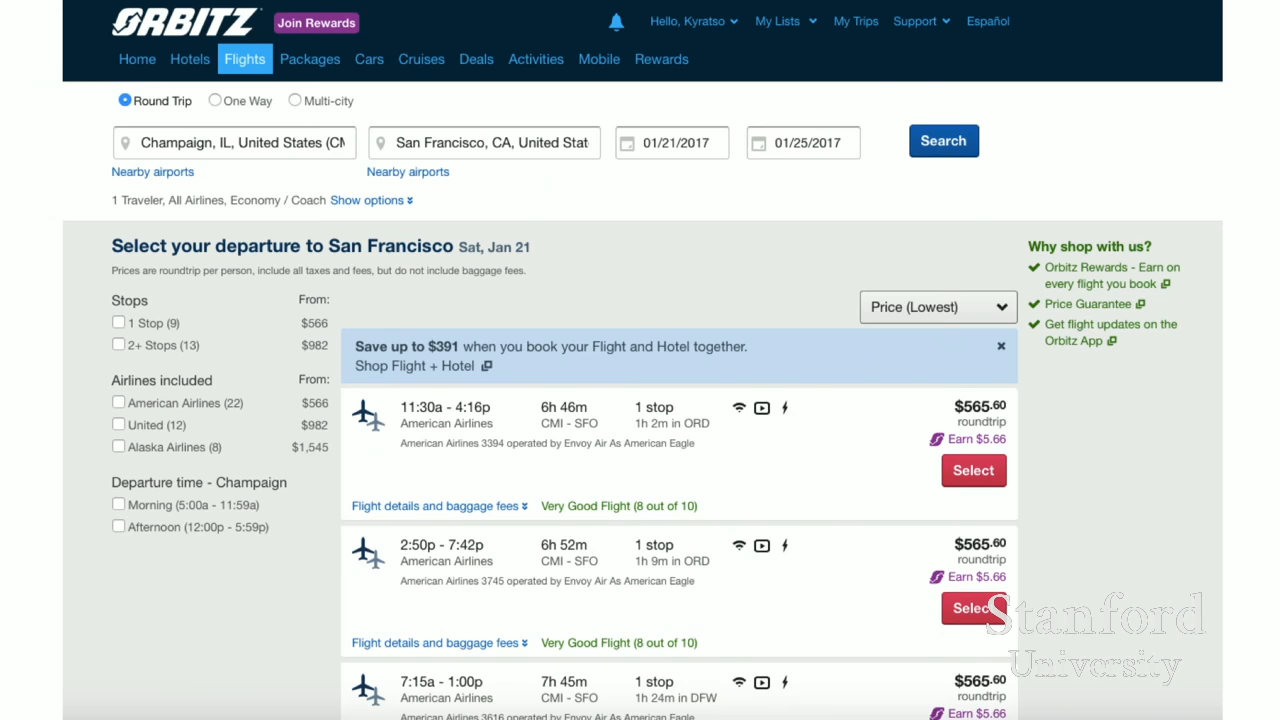 ORBITZ Join Rewards
Hello, Kyratso My Lists My Trips Support Español
Home Hotels Flights Packages Cars Cruises Deals Activities Mobile Rewards
Round Trip One Way Multi-city
Champaign, IL, United States (CM San Francisco, CA, United Stat 01/21/2017 01/25/2017 Search
Nearby airports Nearby airports
1 Traveler, All Airlines, Economy / Coach Show options
Select your departure to San Francisco Sat, Jan 21
Prices are roundtrip per person, include all taxes and fees, but do not include baggage fees.
Stops From:
1 Stop (9) $566
2+ Stops (13) $982
Airlines included From:
American Airlines (22) $566
United (12) $982
Alaska Airlines (8) $1,545
Departure time - Champaign
Morning (5:00a - 11:59a)
Afternoon (12:00p - 5:59p)
Price (Lowest)
Save up to $391 when you book your Flight and Hotel together.
Shop Flight + Hotel
11:30a - 4:16p 6h 46m 1 stop $565.60
American Airlines CMI - SFO 1h 2m in ORD roundtrip
American Airlines 3394 operated by Envoy Air As American Eagle Earn $5.66
Select
Flight details and baggage fees Very Good Flight (8 out of 10)
2:50p - 7:42p 6h 52m 1 stop $565.60
American Airlines CMI - SFO 1h 9m in ORD roundtrip
American Airlines 3745 operated by Envoy Air As American Eagle Earn $5.66
Select
Flight details and baggage fees Very Good Flight (8 out of 10)
7:15a - 1:00p 7h 45m 1 stop $565.60
American Airlines CMI - SFO 1h 24m in DFW roundtrip
American Airlines 3616 operated by Envoy Air As American Eagle Earn $5.66
Why shop with us?
Orbitz Rewards - Earn on
every flight you book
Price Guarantee
Get flight updates on the
Orbitz App
Stanford
University